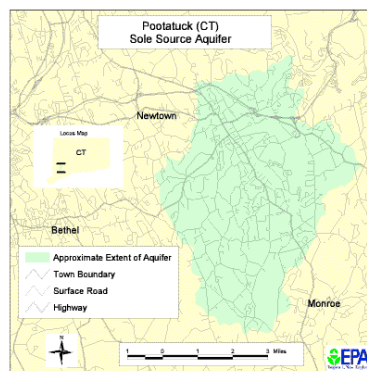 Pootatuck (CT)
Sole Source Aquifer
Newtown
Locus Map
CT
Bethel
Approximate Extent of Aquifer
Town Boundary
Surface Road
Highway
Monroe
N
1 0 1 2 3 Miles
EPA